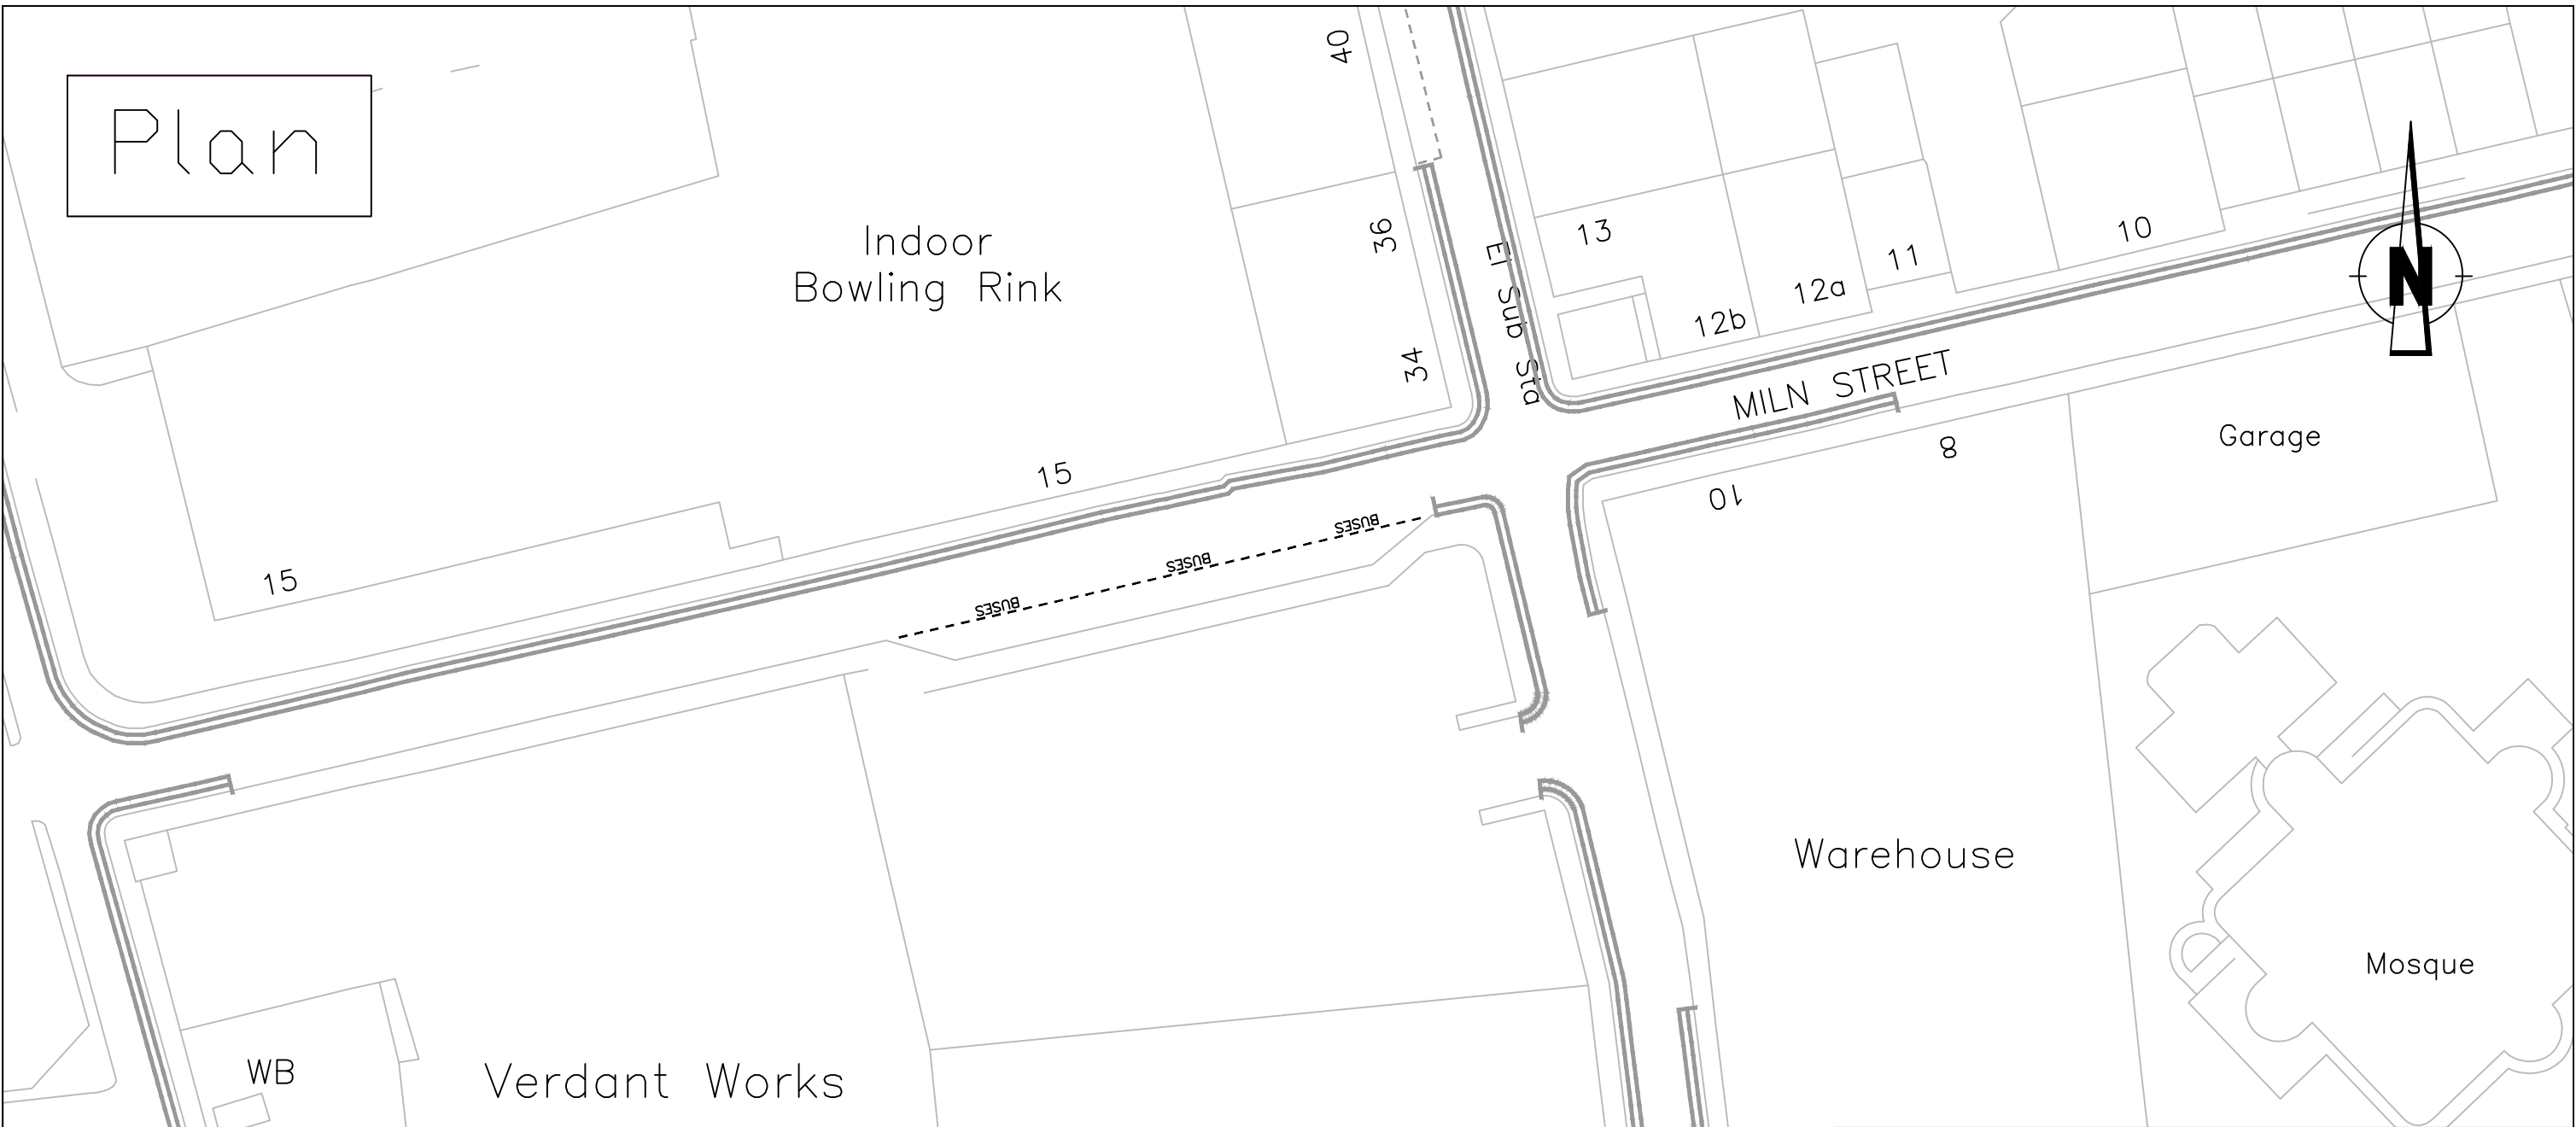 Plan
40
Indoor
Bowling Rink
36
34
El Sub Sta
13
12b
12a
11
10
N
MILN STREET
15
15
8
10
Garage
BUSES
BUSES
BUSES
Warehouse
Mosque
WB
Verdant Works